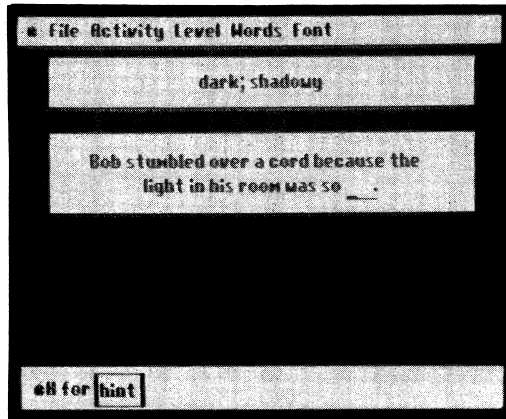 File Activity Level Words Font
dark; shadowy
Bob stumbled over a cord because the
light in his room was so __.
H for hint